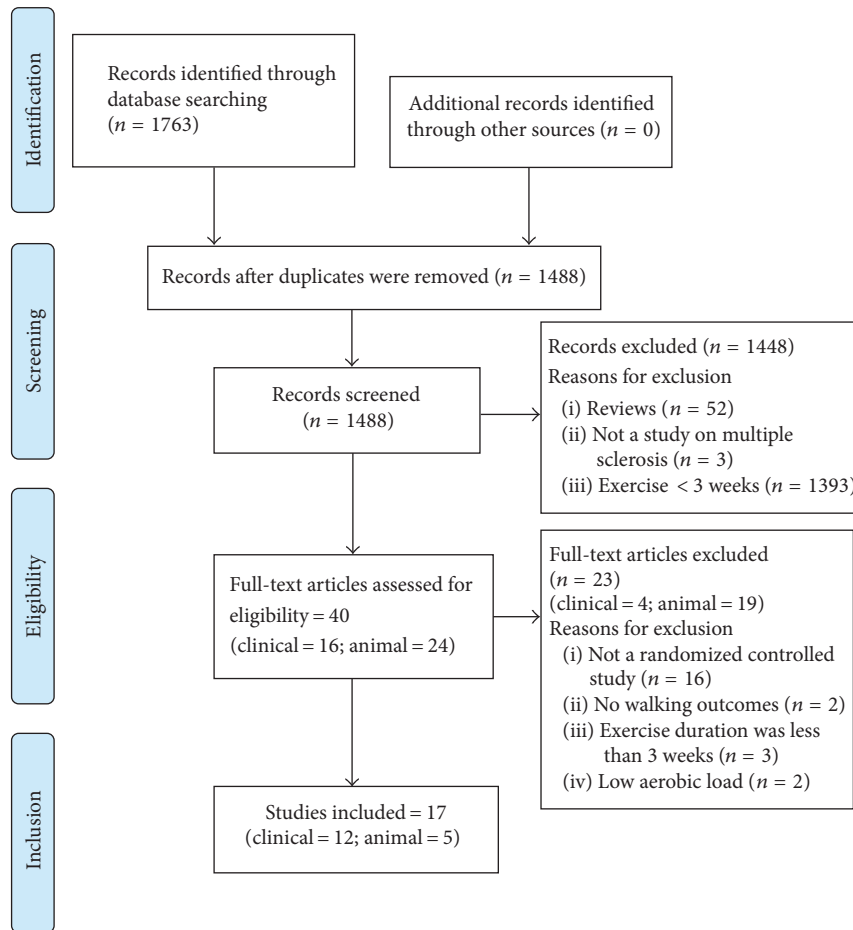 Identification
Records identified through
database searching
(n = 1763)
Additional records identified
through other sources (n = 0)
Screening
Records after duplicates were removed (n = 1488)
Records screened
(n = 1488)
Records excluded (n = 1448)
Reasons for exclusion
(i) Reviews (n = 52)
(ii) Not a study on multiple
sclerosis (n = 3)
(iii) Exercise < 3 weeks (n = 1393)
Eligibility
Full-text articles assessed for
eligibility = 40
(clinical = 16; animal = 24)
Full-text articles excluded
(n = 23)
(clinical = 4; animal = 19)
Reasons for exclusion
(i) Not a randomized controlled
study (n = 16)
(ii) No walking outcomes (n = 2)
(iii) Exercise duration was less
than 3 weeks (n = 3)
(iv) Low aerobic load (n = 2)
Inclusion
Studies included = 17
(clinical = 12; animal = 5)